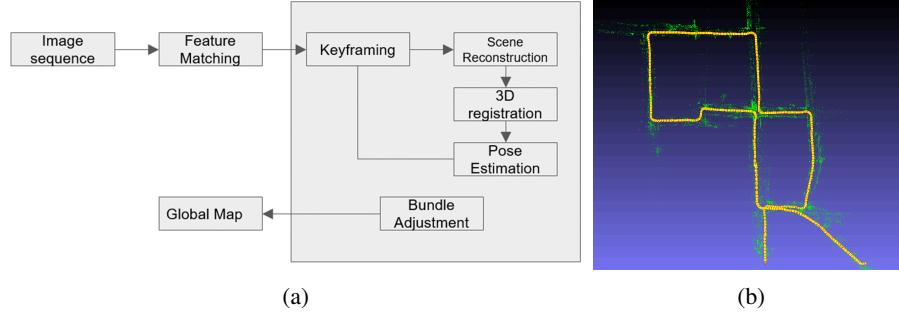 Image
sequence
Feature
Matching
Keyframing
Scene
Reconstruction
3D
registration
Pose
Estimation
Global Map
Bundle
Adjustment
(a)
(b)